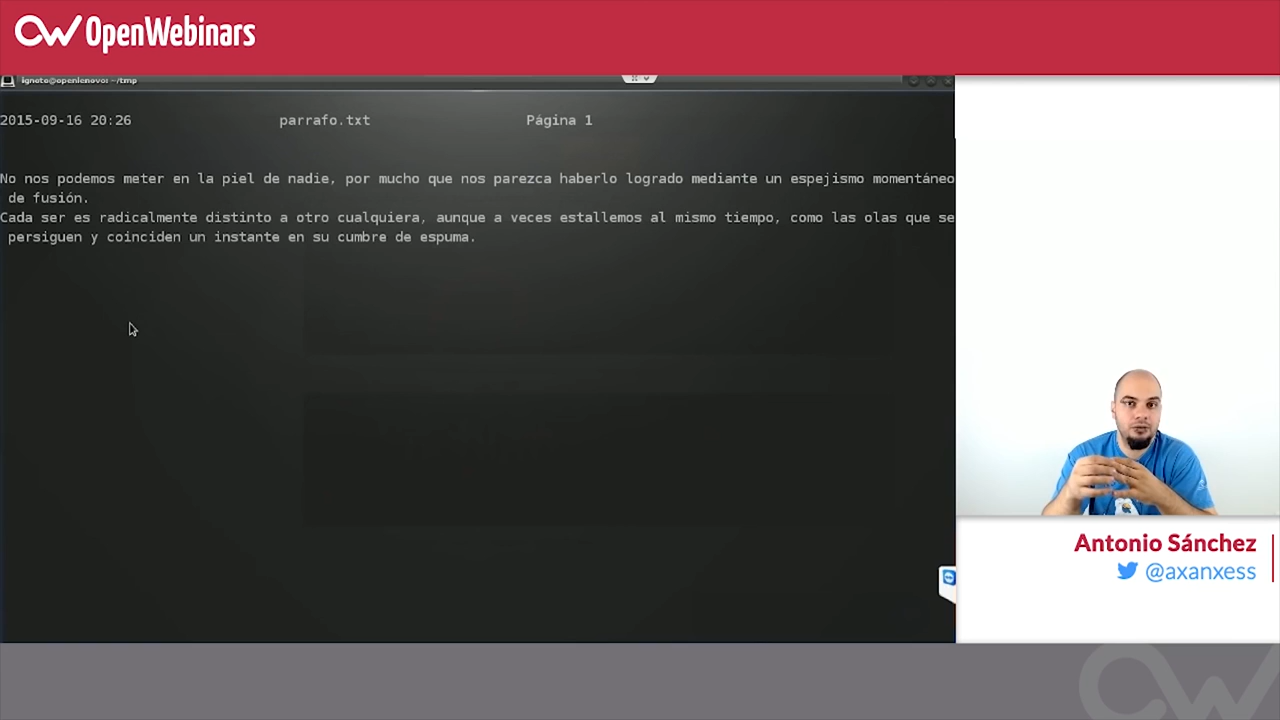 OpenWebinars
ignoto@openlenovo: ~/tmp
2015-09-16 20:26 parrafo.txt Página 1
No nos podemos meter en la piel de nadie, por mucho que nos parezca haberlo logrado mediante un espejismo momentáneo
de fusión.
Cada ser es radicalmente distinto a otro cualquiera, aunque a veces estallemos al mismo tiempo, como las olas que se
persiguen y coinciden un instante en su cumbre de espuma.
Antonio Sánchez
@axanxess